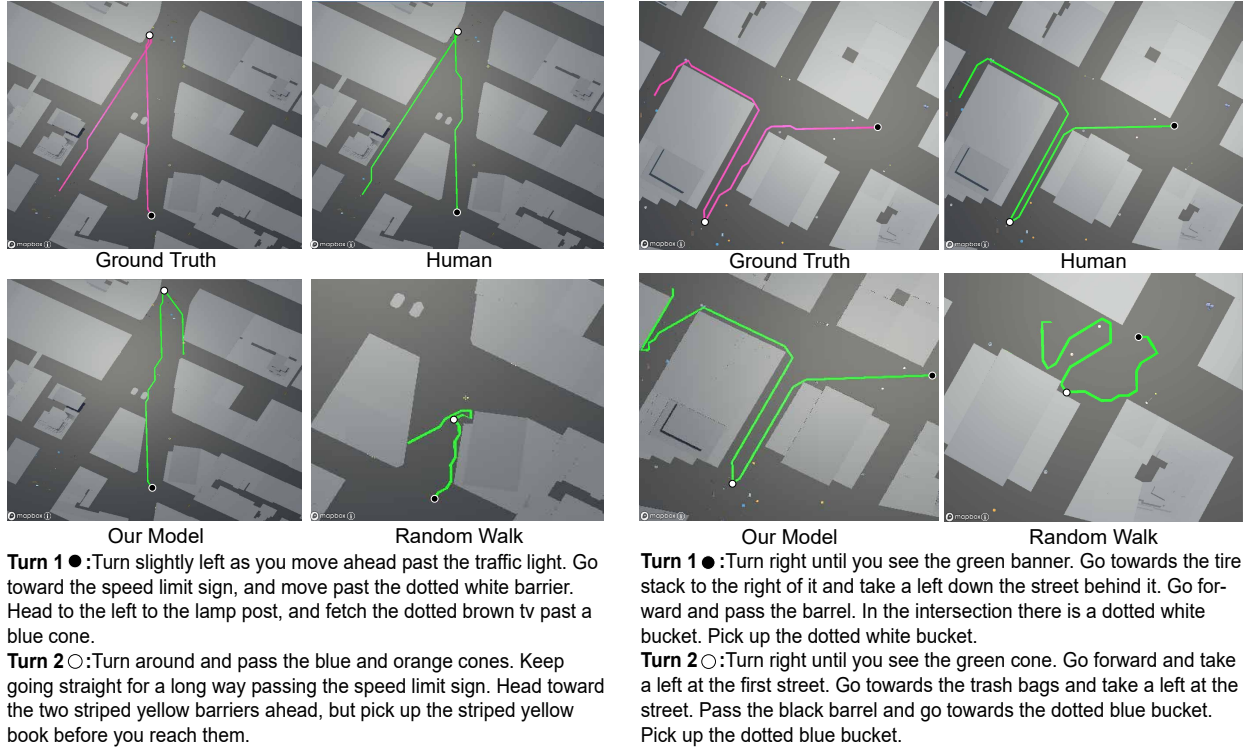 mapbox
mapbox
mapbox
mapbox
Ground Truth
Human
Ground Truth
Human
mapbox
mapbox
mapbox
mapbox
Our Model
Random Walk
Our Model
Random Walk
Turn 1 ●:Turn slightly left as you move ahead past the traffic light. Go
toward the speed limit sign, and move past the dotted white barrier.
Head to the left to the lamp post, and fetch the dotted brown tv past a
blue cone.
Turn 2 ○:Turn around and pass the blue and orange cones. Keep
going straight for a long way passing the speed limit sign. Head toward
the two striped yellow barriers ahead, but pick up the striped yellow
book before you reach them.
Turn 1 ●:Turn right until you see the green banner. Go towards the tire
stack to the right of it and take a left down the street behind it. Go for-
ward and pass the barrel. In the intersection there is a dotted white
bucket. Pick up the dotted white bucket.
Turn 2 ○:Turn right until you see the green cone. Go forward and take
a left at the first street. Go towards the trash bags and take a left at the
street. Pass the black barrel and go towards the dotted blue bucket.
Pick up the dotted blue bucket.